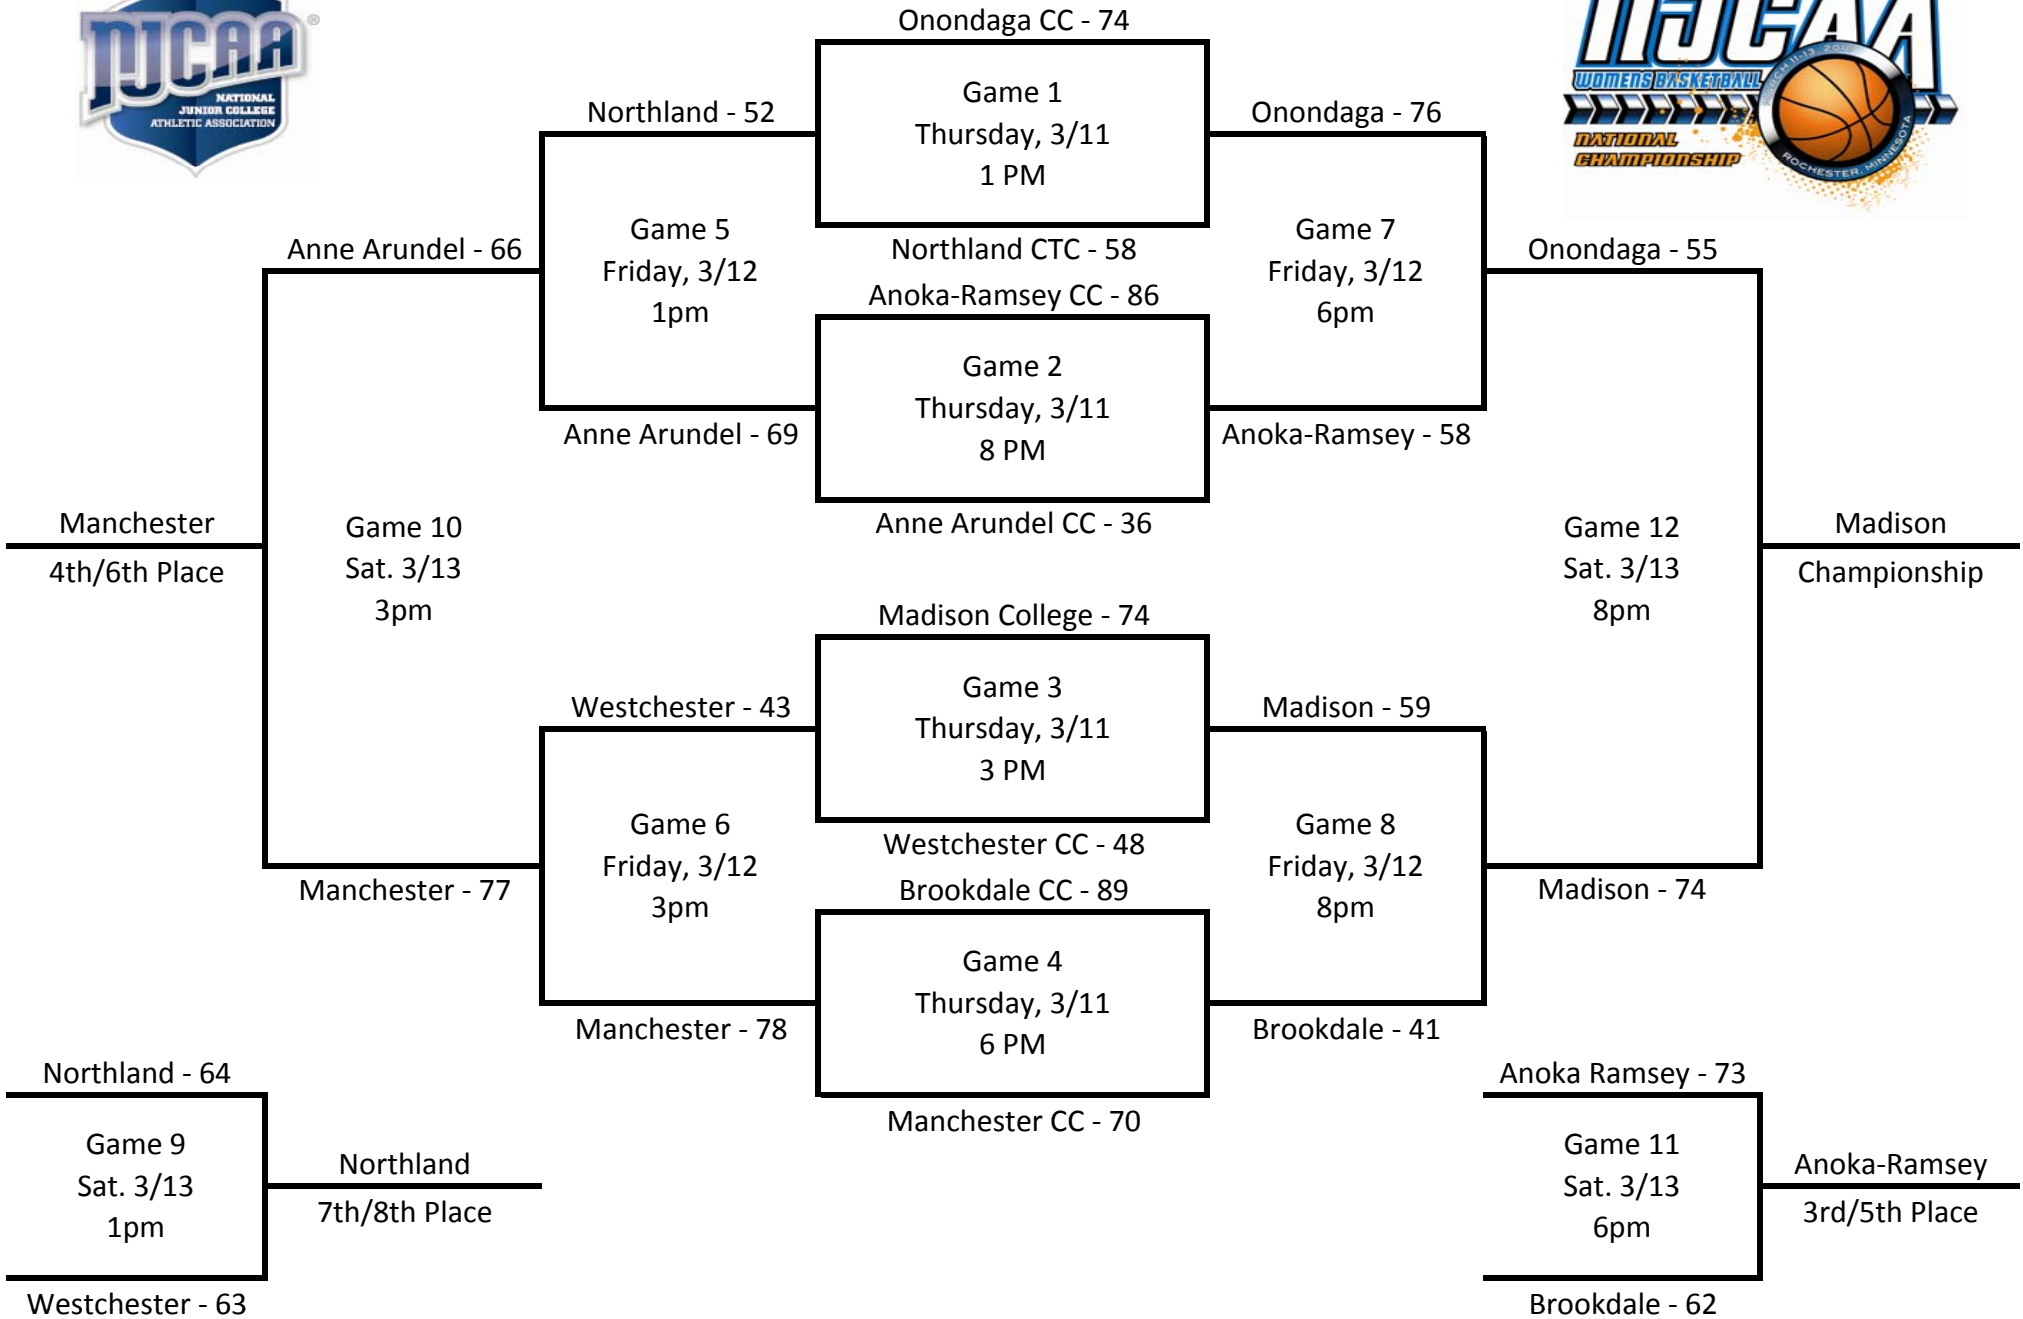 NJCAA
®
NATIONAL
JUNIOR COLLEGE
ATHLETIC ASSOCIATION
NJCAA
WOMENS BASKETBALL
NATIONAL
CHAMPIONSHIP
MARCH 11-13
ROCHESTER, MINNESOTA
Onondaga CC - 74
Game 1
Thursday, 3/11
1 PM
Northland CTC - 58
Anoka-Ramsey CC - 86
Game 2
Thursday, 3/11
8 PM
Anne Arundel CC - 36
Madison College - 74
Game 3
Thursday, 3/11
3 PM
Westchester CC - 48
Brookdale CC - 89
Game 4
Thursday, 3/11
6 PM
Manchester CC - 70
Northland - 52
Game 5
Friday, 3/12
1pm
Anne Arundel - 69
Westchester - 43
Game 6
Friday, 3/12
3pm
Manchester - 78
Onondaga - 76
Game 7
Friday, 3/12
6pm
Anoka-Ramsey - 58
Madison - 59
Game 8
Friday, 3/12
8pm
Brookdale - 41
Northland - 64
Game 9
Sat. 3/13
1pm
Westchester - 63
Northland
7th/8th Place
Anne Arundel - 66
Game 10
Sat. 3/13
3pm
Manchester - 77
Manchester
4th/6th Place
Anoka Ramsey - 73
Game 11
Sat. 3/13
6pm
Brookdale - 62
Anoka-Ramsey
3rd/5th Place
Onondaga - 55
Game 12
Sat. 3/13
8pm
Madison - 74
Madison
Championship